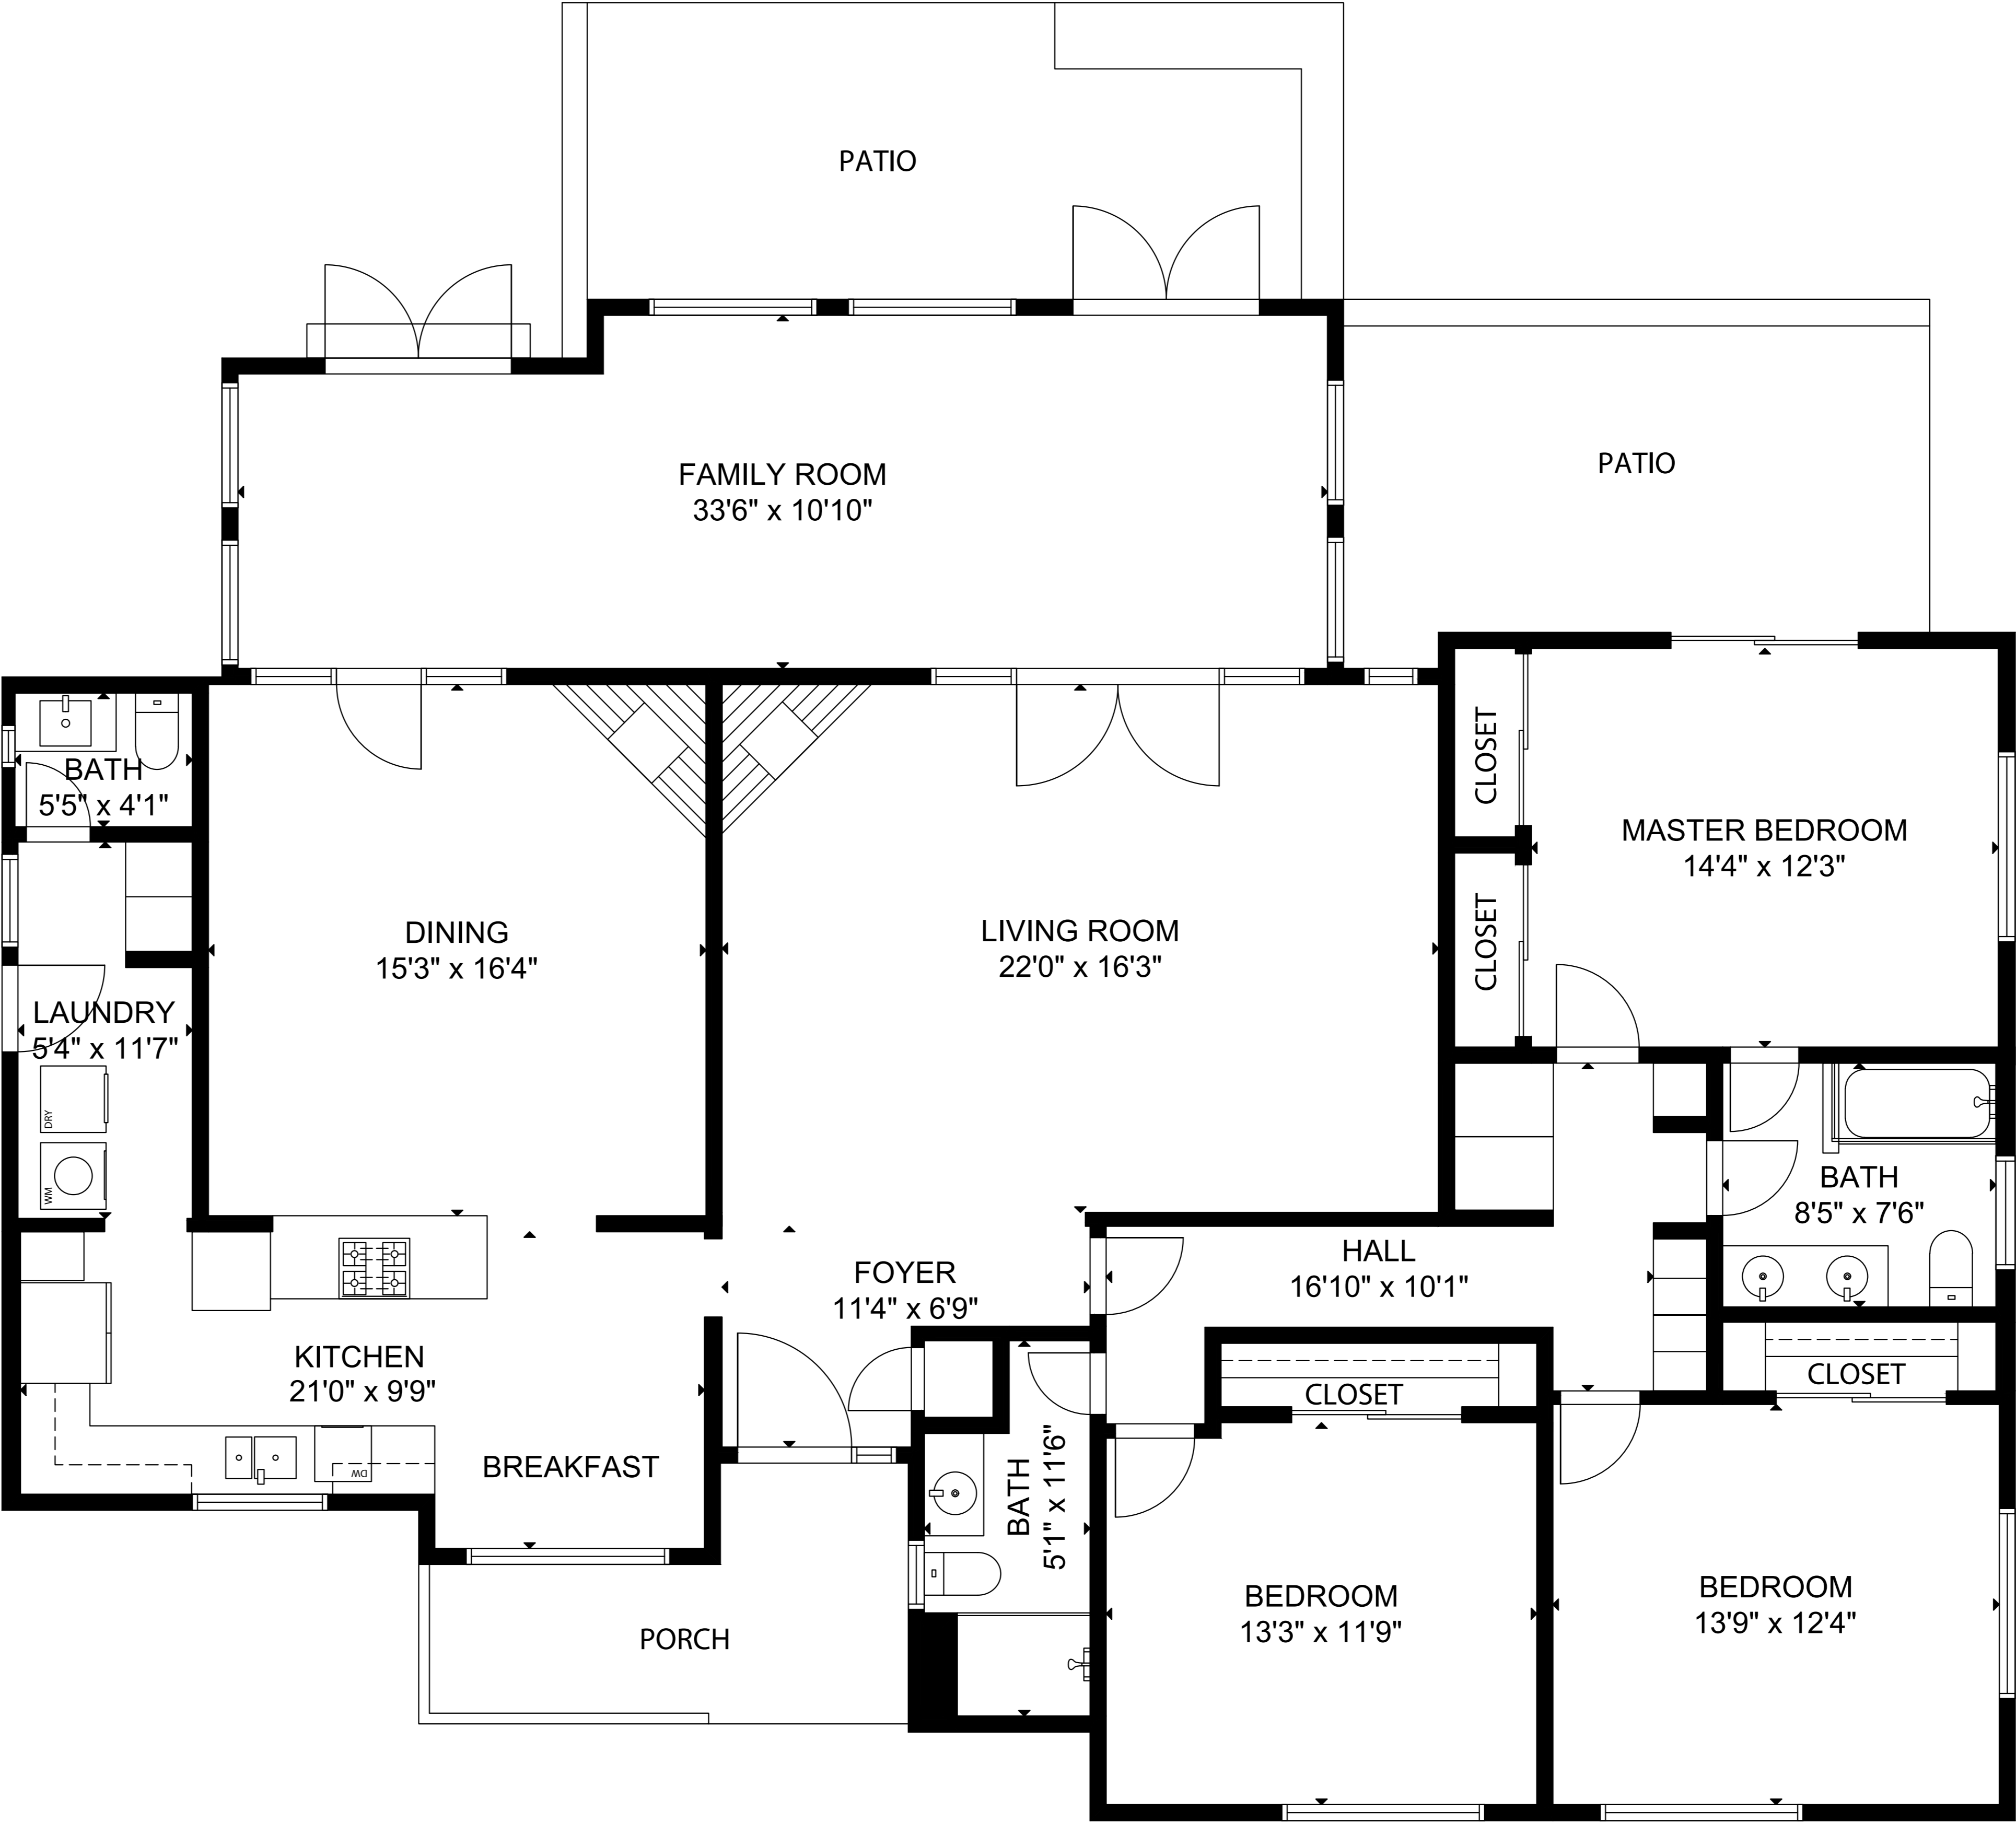 PATIO
FAMILY ROOM
33'6" x 10'10"
PATIO
BATH
5'5" x 4'1"
CLOSET
MASTER BEDROOM
14'4" x 12'3"
DINING
15'3" x 16'4"
LIVING ROOM
22'0" x 16'3"
CLOSET
LAUNDRY
5'4" x 11'7"
DRY
WM
BATH
8'5" x 7'6"
HALL
16'10" x 10'1"
FOYER
11'4" x 6'9"
KITCHEN
21'0" x 9'9"
CLOSET
CLOSET
BREAKFAST
DW
BATH
5'1" x 11'6"
BEDROOM
13'3" x 11'9"
BEDROOM
13'9" x 12'4"
PORCH